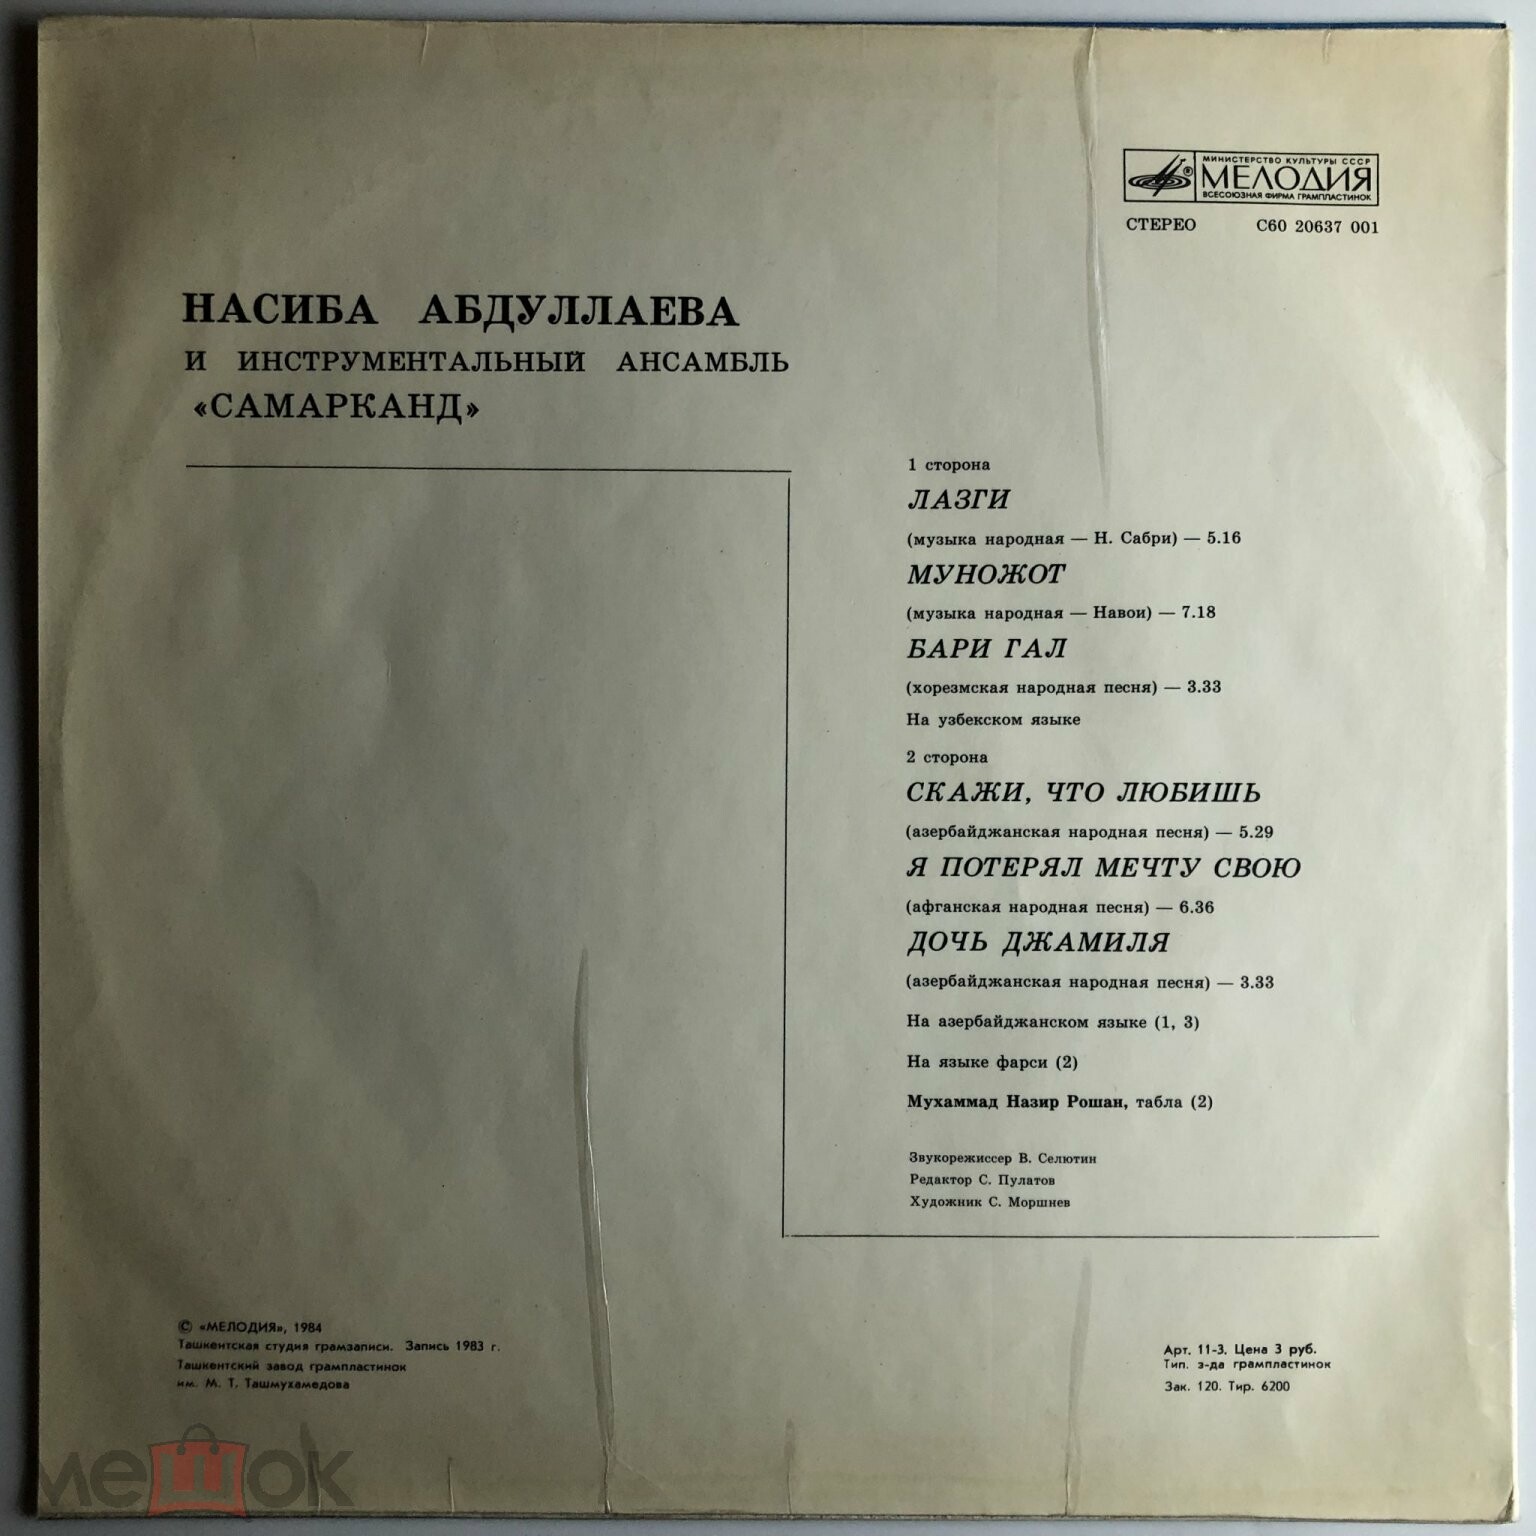 МИНИСТЕРСТВО КУЛЬТУРЫ СССР
МЕЛОДИЯ
ВСЕСОЮЗНАЯ ФИРМА ГРАМПЛАСТИНОК
СТЕРЕО С60 20637 001
НАСИБА АБДУЛЛАЕВА
И ИНСТРУМЕНТАЛЬНЫЙ АНСАМБЛЬ
«САМАРКАНД»
1 сторона
ЛАЗГИ
(музыка народная — Н. Сабри) — 5.16
МУНОЖОТ
(музыка народная — Навои) — 7.18
БАРИ ГАЛ
(хорезмская народная песня) — 3.33
На узбекском языке
2 сторона
СКАЖИ, ЧТО ЛЮБИШЬ
(азербайджанская народная песня) — 5.29
Я ПОТЕРЯЛ МЕЧТУ СВОЮ
(афганская народная песня) — 6.36
ДОЧЬ ДЖАМИЛЯ
(азербайджанская народная песня) — 3.33
На азербайджанском языке (1, 3)
На языке фарси (2)
Мухаммад Назир Рошан, табла (2)
Звукорежиссер В. Селютин
Редактор С. Пулатов
Художник С. Моршнев
© «МЕЛОДИЯ», 1984
Ташкентская студия грамзаписи. Запись 1983 г.
Ташкентский завод грампластинок
им. М. Т. Ташмухамедова
Арт. 11-3. Цена 3 руб.
Тип. з-да грампластинок
Зак. 120. Тир. 6200
мешок